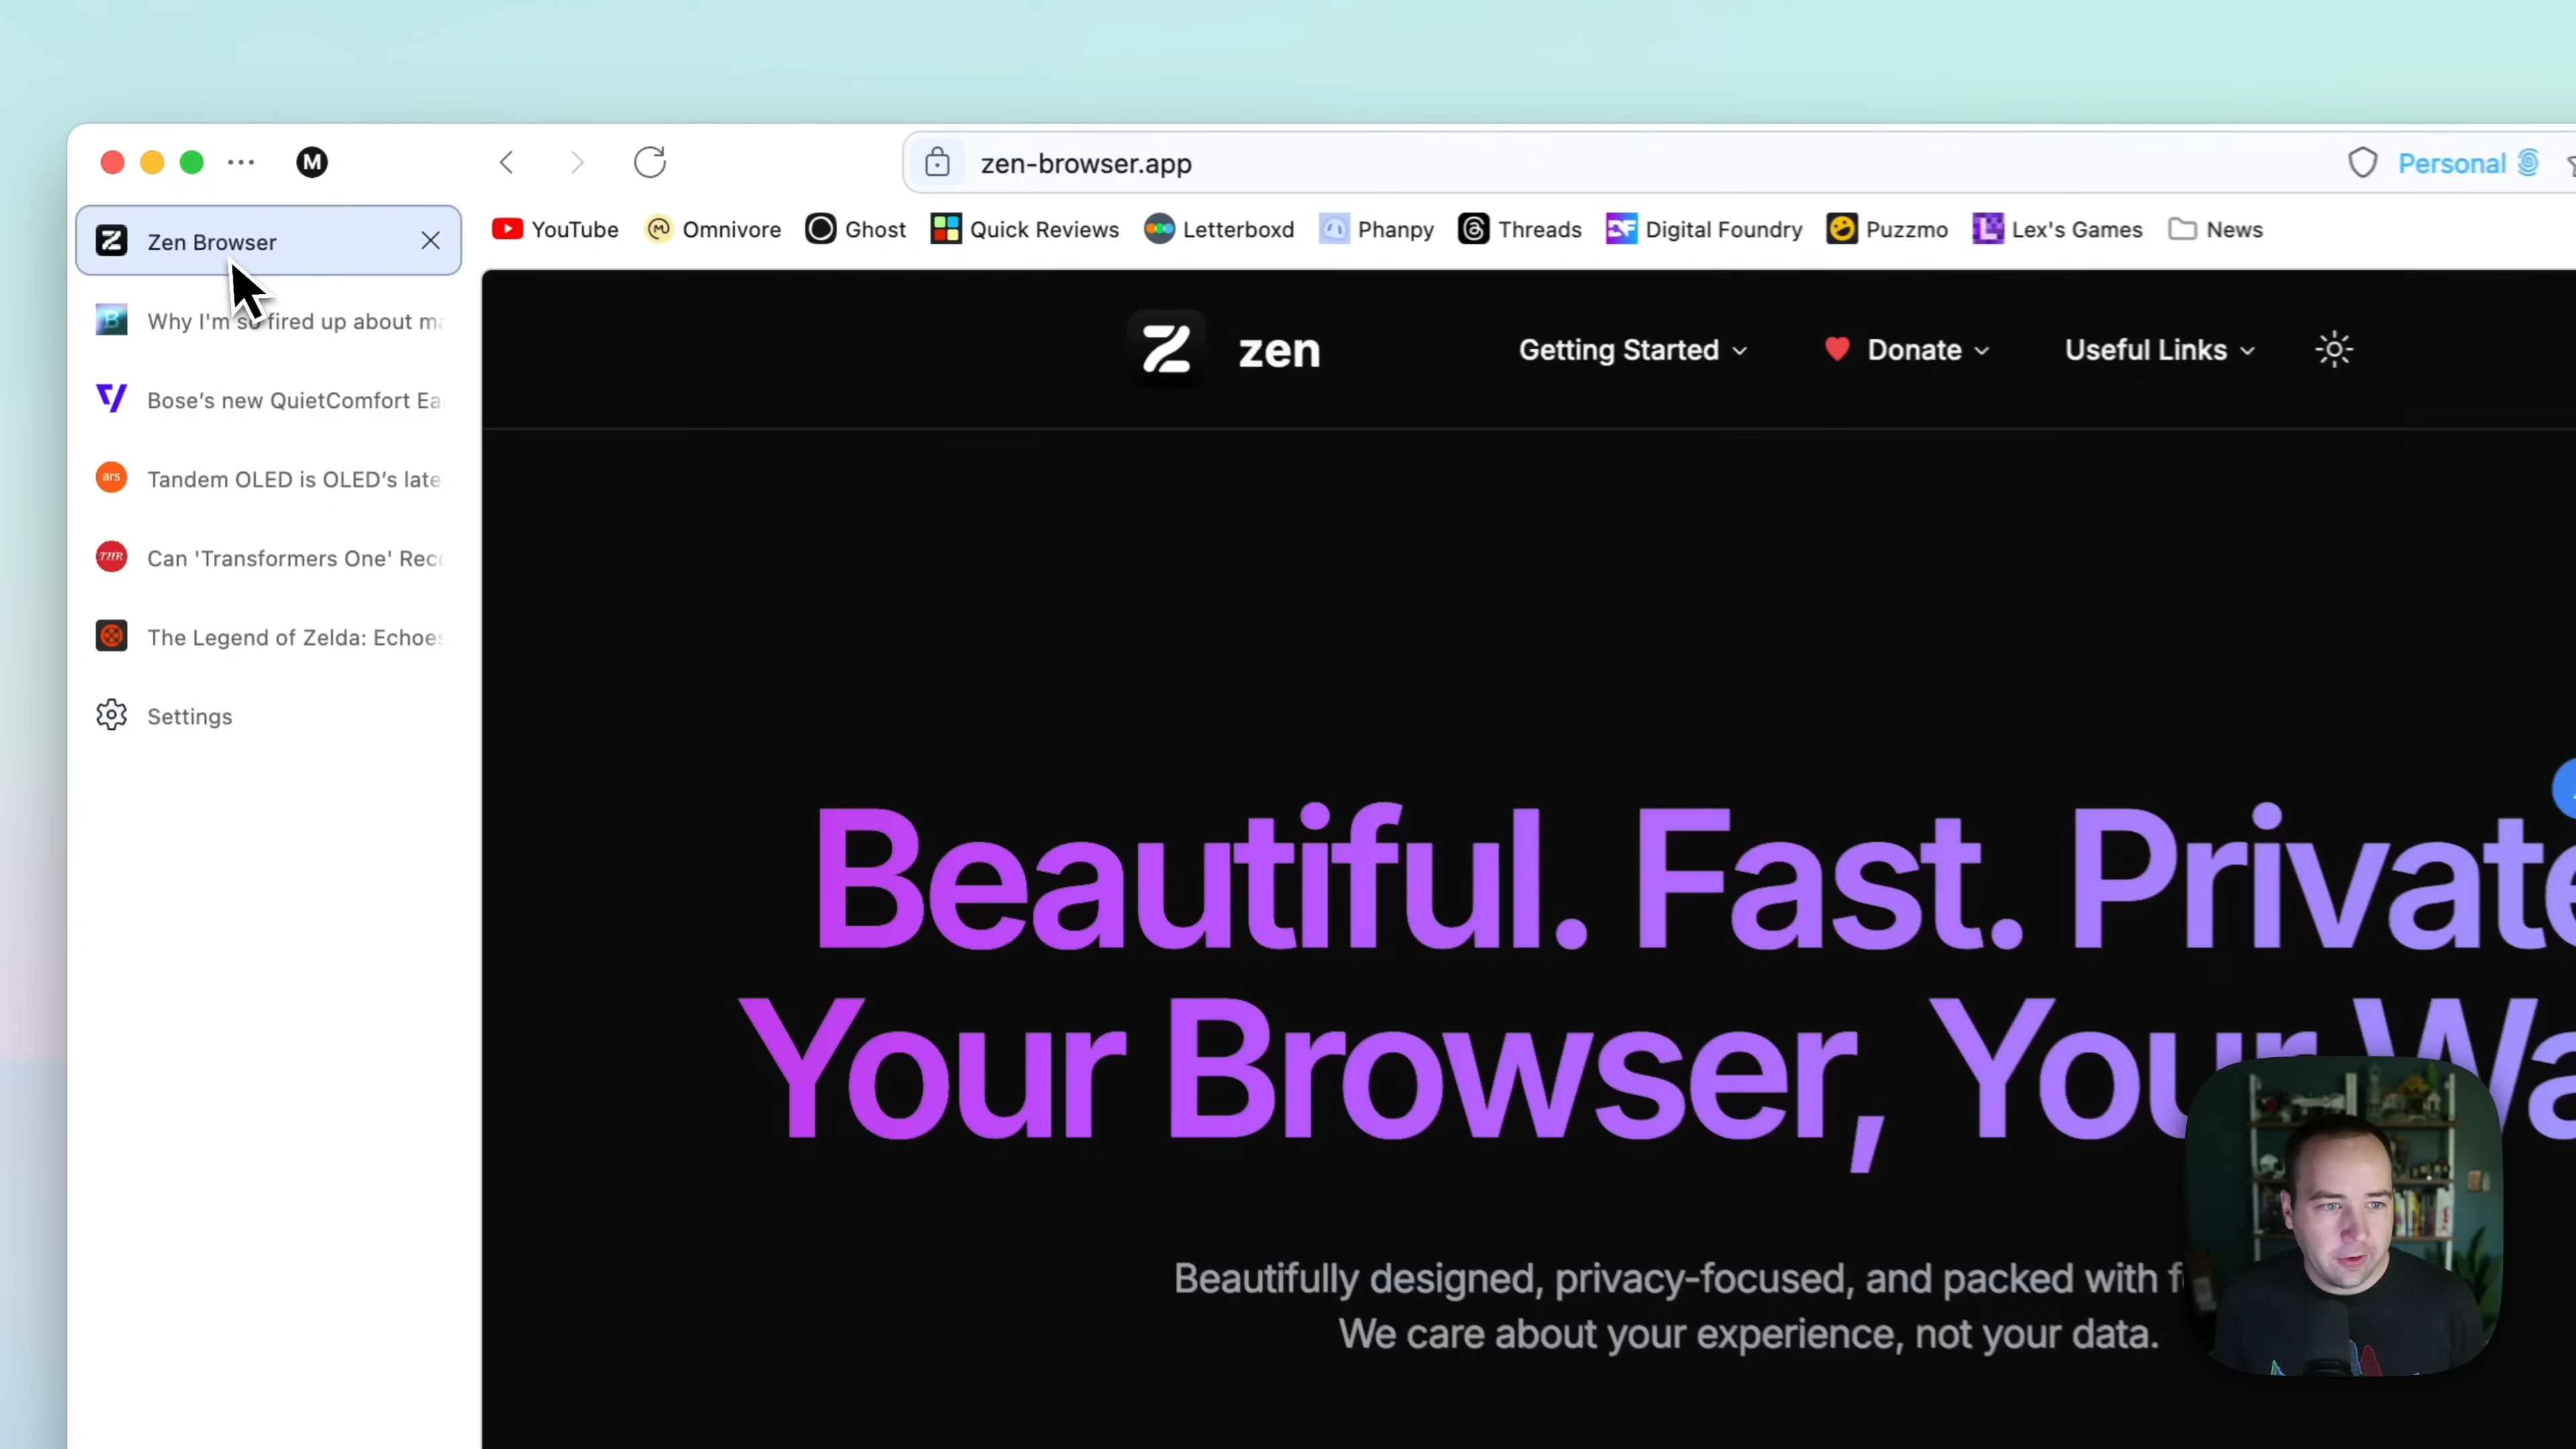 M
zen-browser.app
Personal
Zen Browser
YouTube
Omnivore
Ghost
Quick Reviews
Letterboxd
Phanpy
Threads
Digital Foundry
Puzzmo
Lex's Games
News
Why I'm so fired up about
Bose’s new QuietComfort
Tandem OLED is OLED’s late
Can 'Transformers One'
The Legend of Zelda: Echoes
Settings
zen
Getting Started
Donate
Useful Links
Beautiful. Fast. Private
Your Browser, Your
Beautifully designed, privacy-focused, and packed with
We care about your experience, not your data.